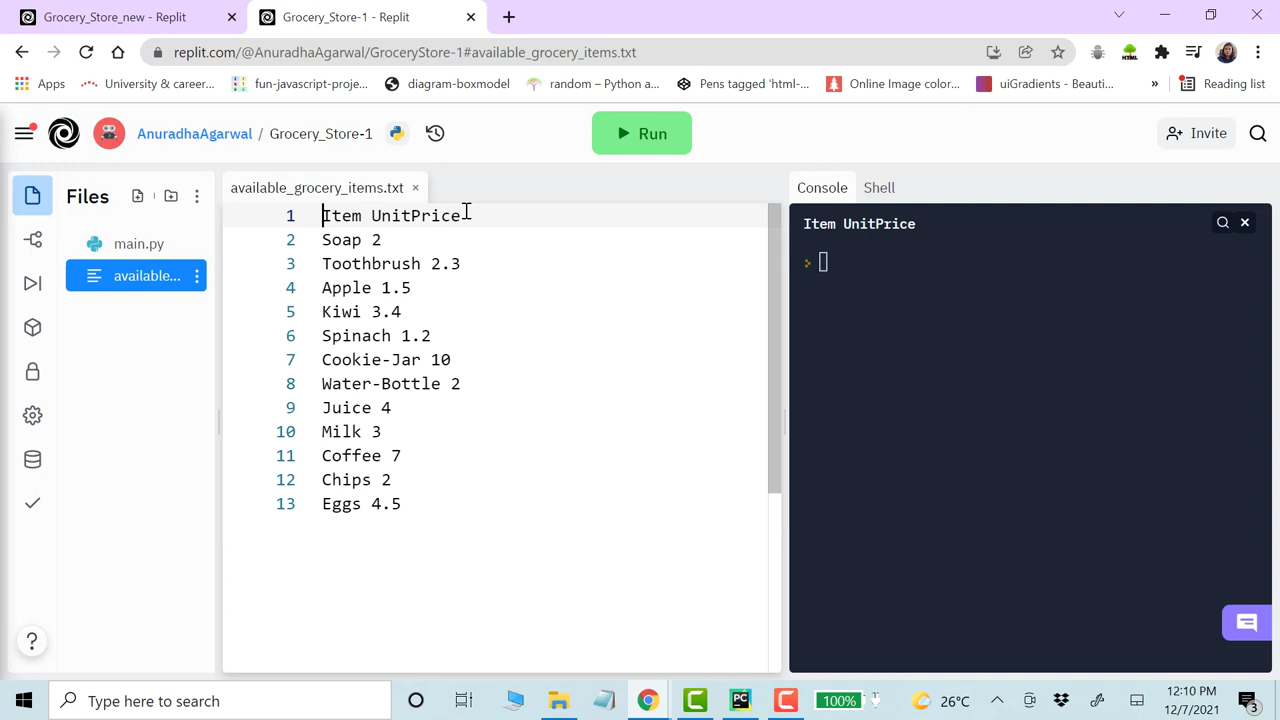 Grocery_Store_new - Replit
Grocery_Store-1 - Replit
replit.com/@AnuradhaAgarwal/GroceryStore-1#available_grocery_items.txt
Apps
University & career...
fun-javascript-proje...
diagram-boxmodel
random – Python a...
Pens tagged 'html-...
Online Image color...
uiGradients - Beauti...
»
Reading list
AnuradhaAgarwal / Grocery_Store-1
Run
Invite
Files
available_grocery_items.txt
Console
Shell
main.py
available...
1 Item UnitPrice
2 Soap 2
3 Toothbrush 2.3
4 Apple 1.5
5 Kiwi 3.4
6 Spinach 1.2
7 Cookie-Jar 10
8 Water-Bottle 2
9 Juice 4
10 Milk 3
11 Coffee 7
12 Chips 2
13 Eggs 4.5
Item UnitPrice
>
?
Type here to search
PC
100%
26°C
12:10 PM
12/7/2021
3